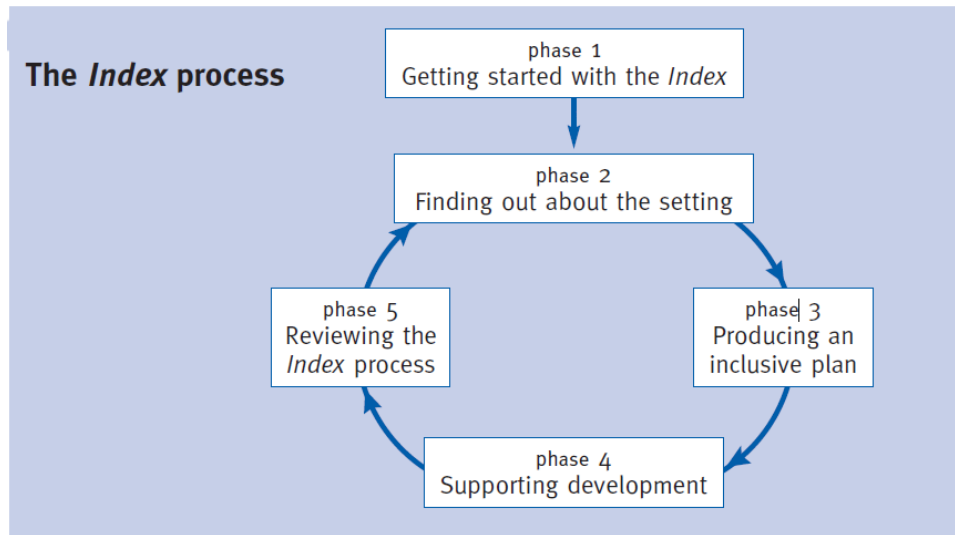 The Index process
phase 1
Getting started with the Index
phase 2
Finding out about the setting
phase 3
Producing an
inclusive plan
phase 4
Supporting development
phase 5
Reviewing the
Index process